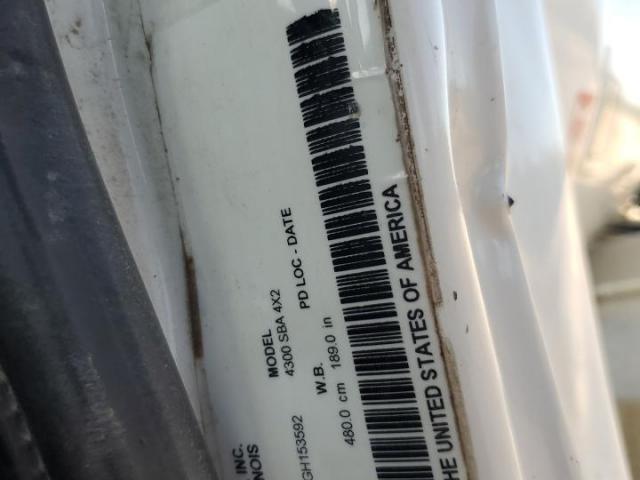 INC.
NOIS
MODEL
GH153592 4300 SBA 4X2
W.B. PD LOC - DATE
480.0 cm 189.0 in
HE UNITED STATES OF AMERICA